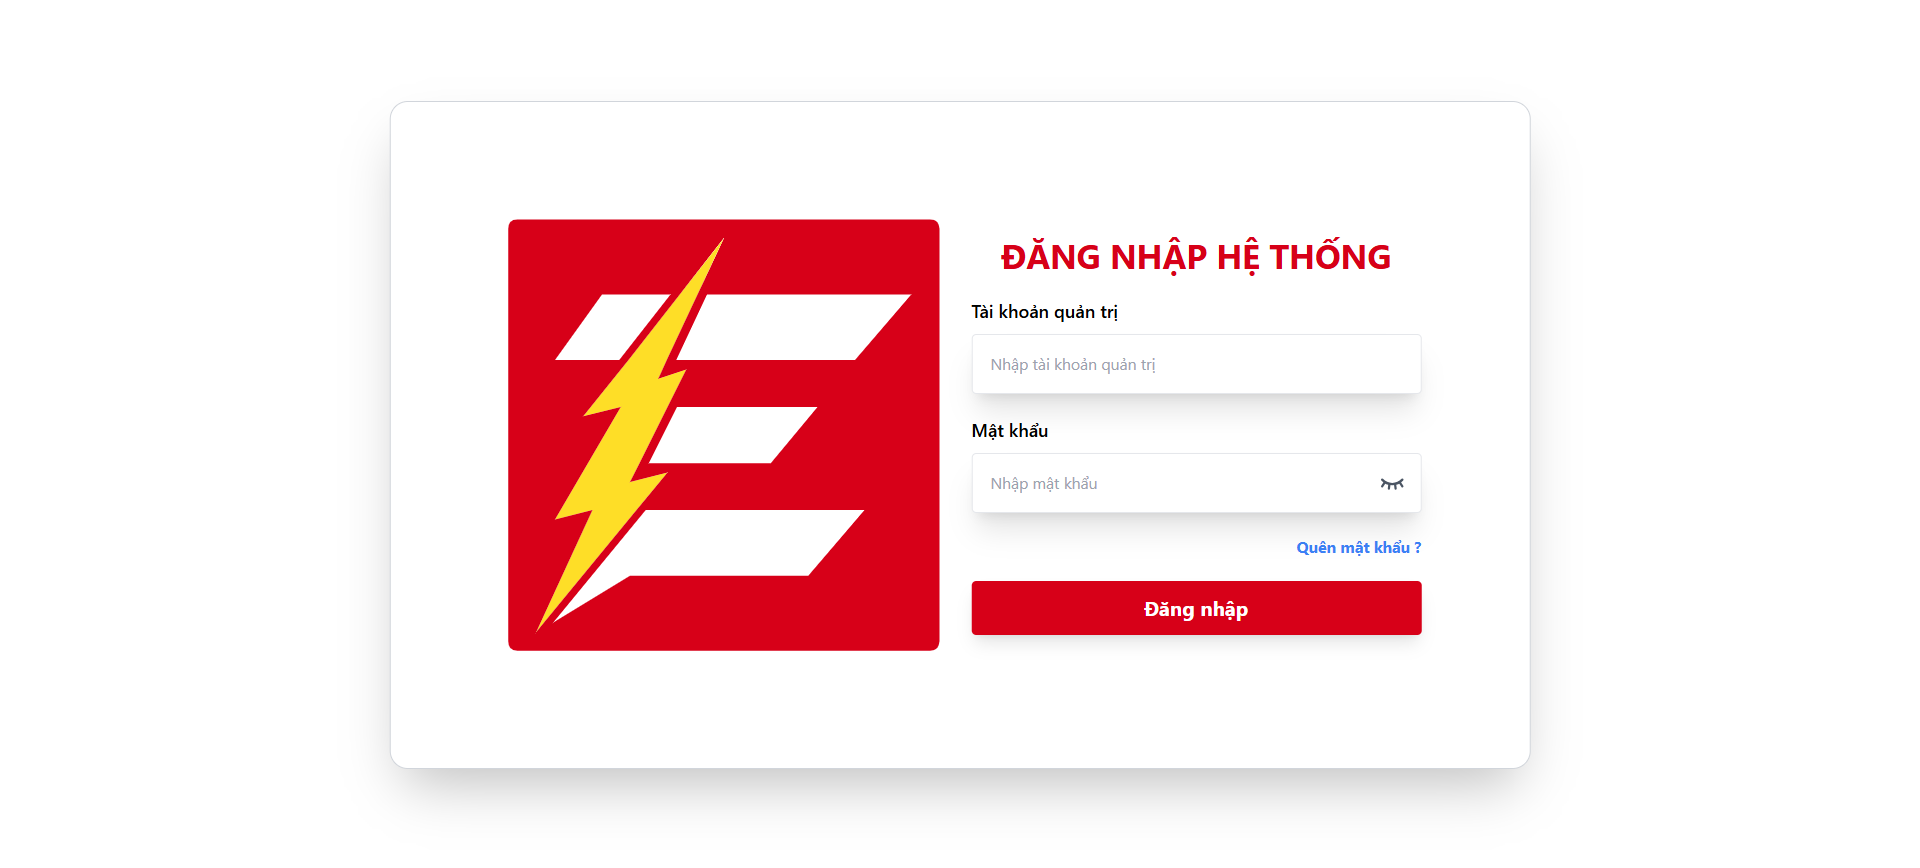 ĐĂNG NHẬP HỆ THỐNG
Tài khoản quản trị
Nhập tài khoản quản trị
Mật khẩu
Nhập mật khẩu
Quên mật khẩu ?
Đăng nhập